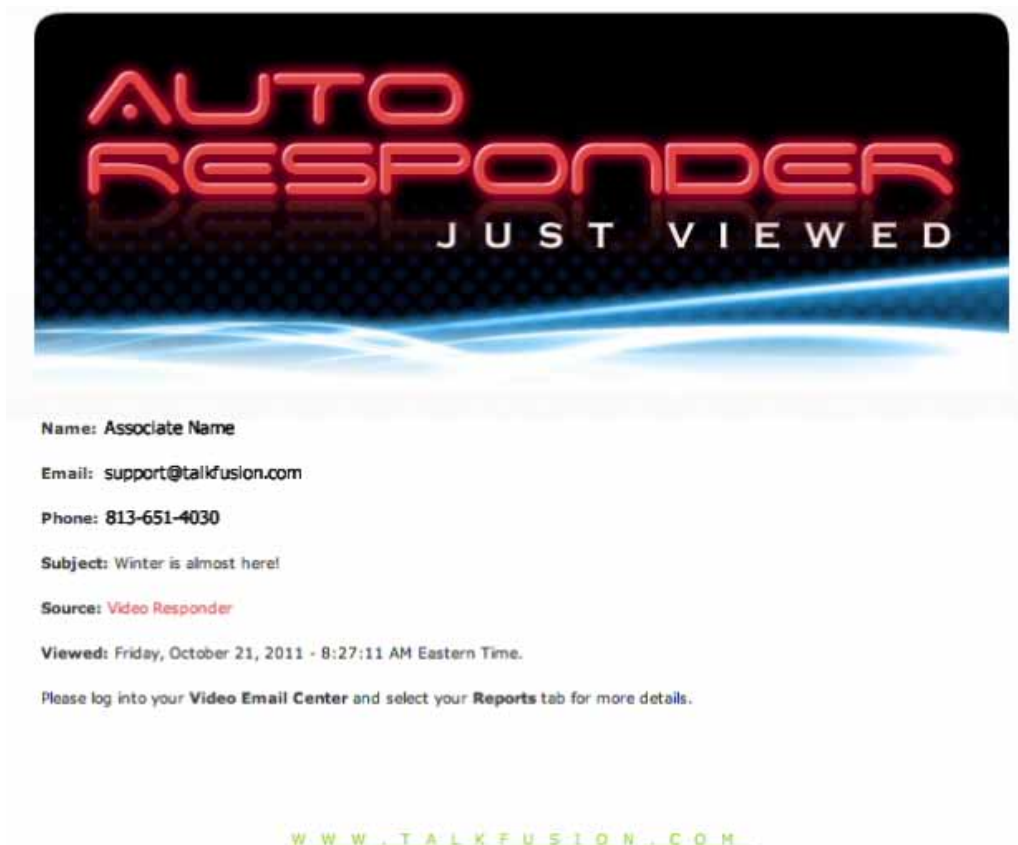 AUTO
RESPONDER
JUST VIEWED
Name: Associate Name
Email: support@talkfusion.com
Phone: 813-651-4030
Subject: Winter is almost here!
Source: Video Responder
Viewed: Friday, October 21, 2011 - 8:27:11 AM Eastern Time.
Please log into your Video Email Center and select your Reports tab for more details.
WWW.TALKFUSION.COM